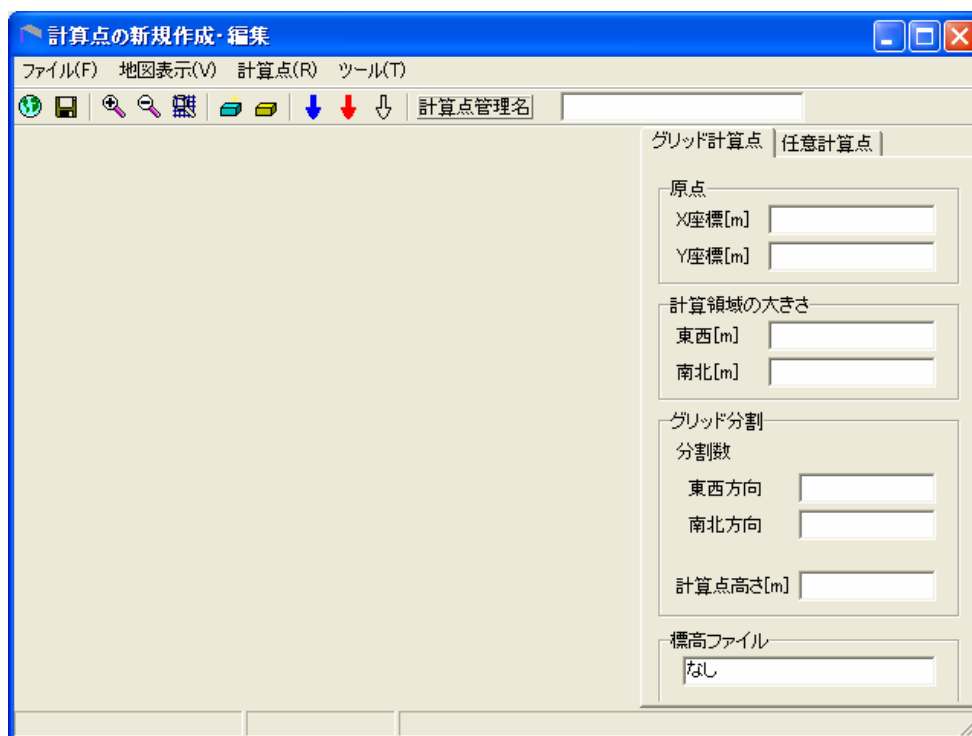 計算点の新規作成・編集
ファイル(F) 地図表示(V) 計算点(R) ツール(T)
計算点管理名
グリッド計算点 任意計算点
原点
X座標[m]
Y座標[m]
計算領域の大きさ
東西[m]
南北[m]
グリッド分割
分割数
東西方向
南北方向
計算点高さ[m]
標高ファイル
なし